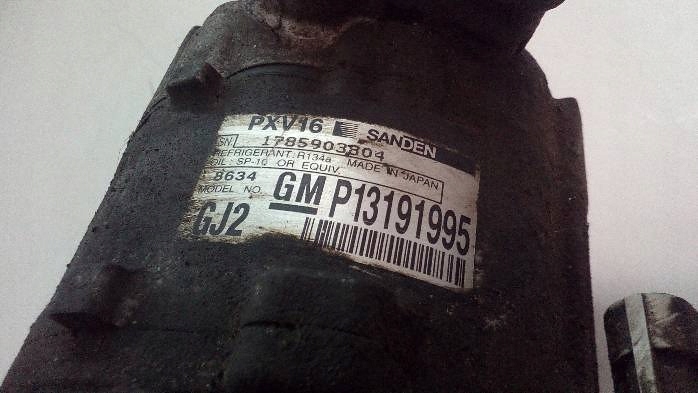 PXV16 SANDEN
SN 1785903804
REFRIGERANT: R134a MADE IN JAPAN
OIL: SP-10 OR EQUIV.
8634
MODEL NO. GM P13191995
GJ2